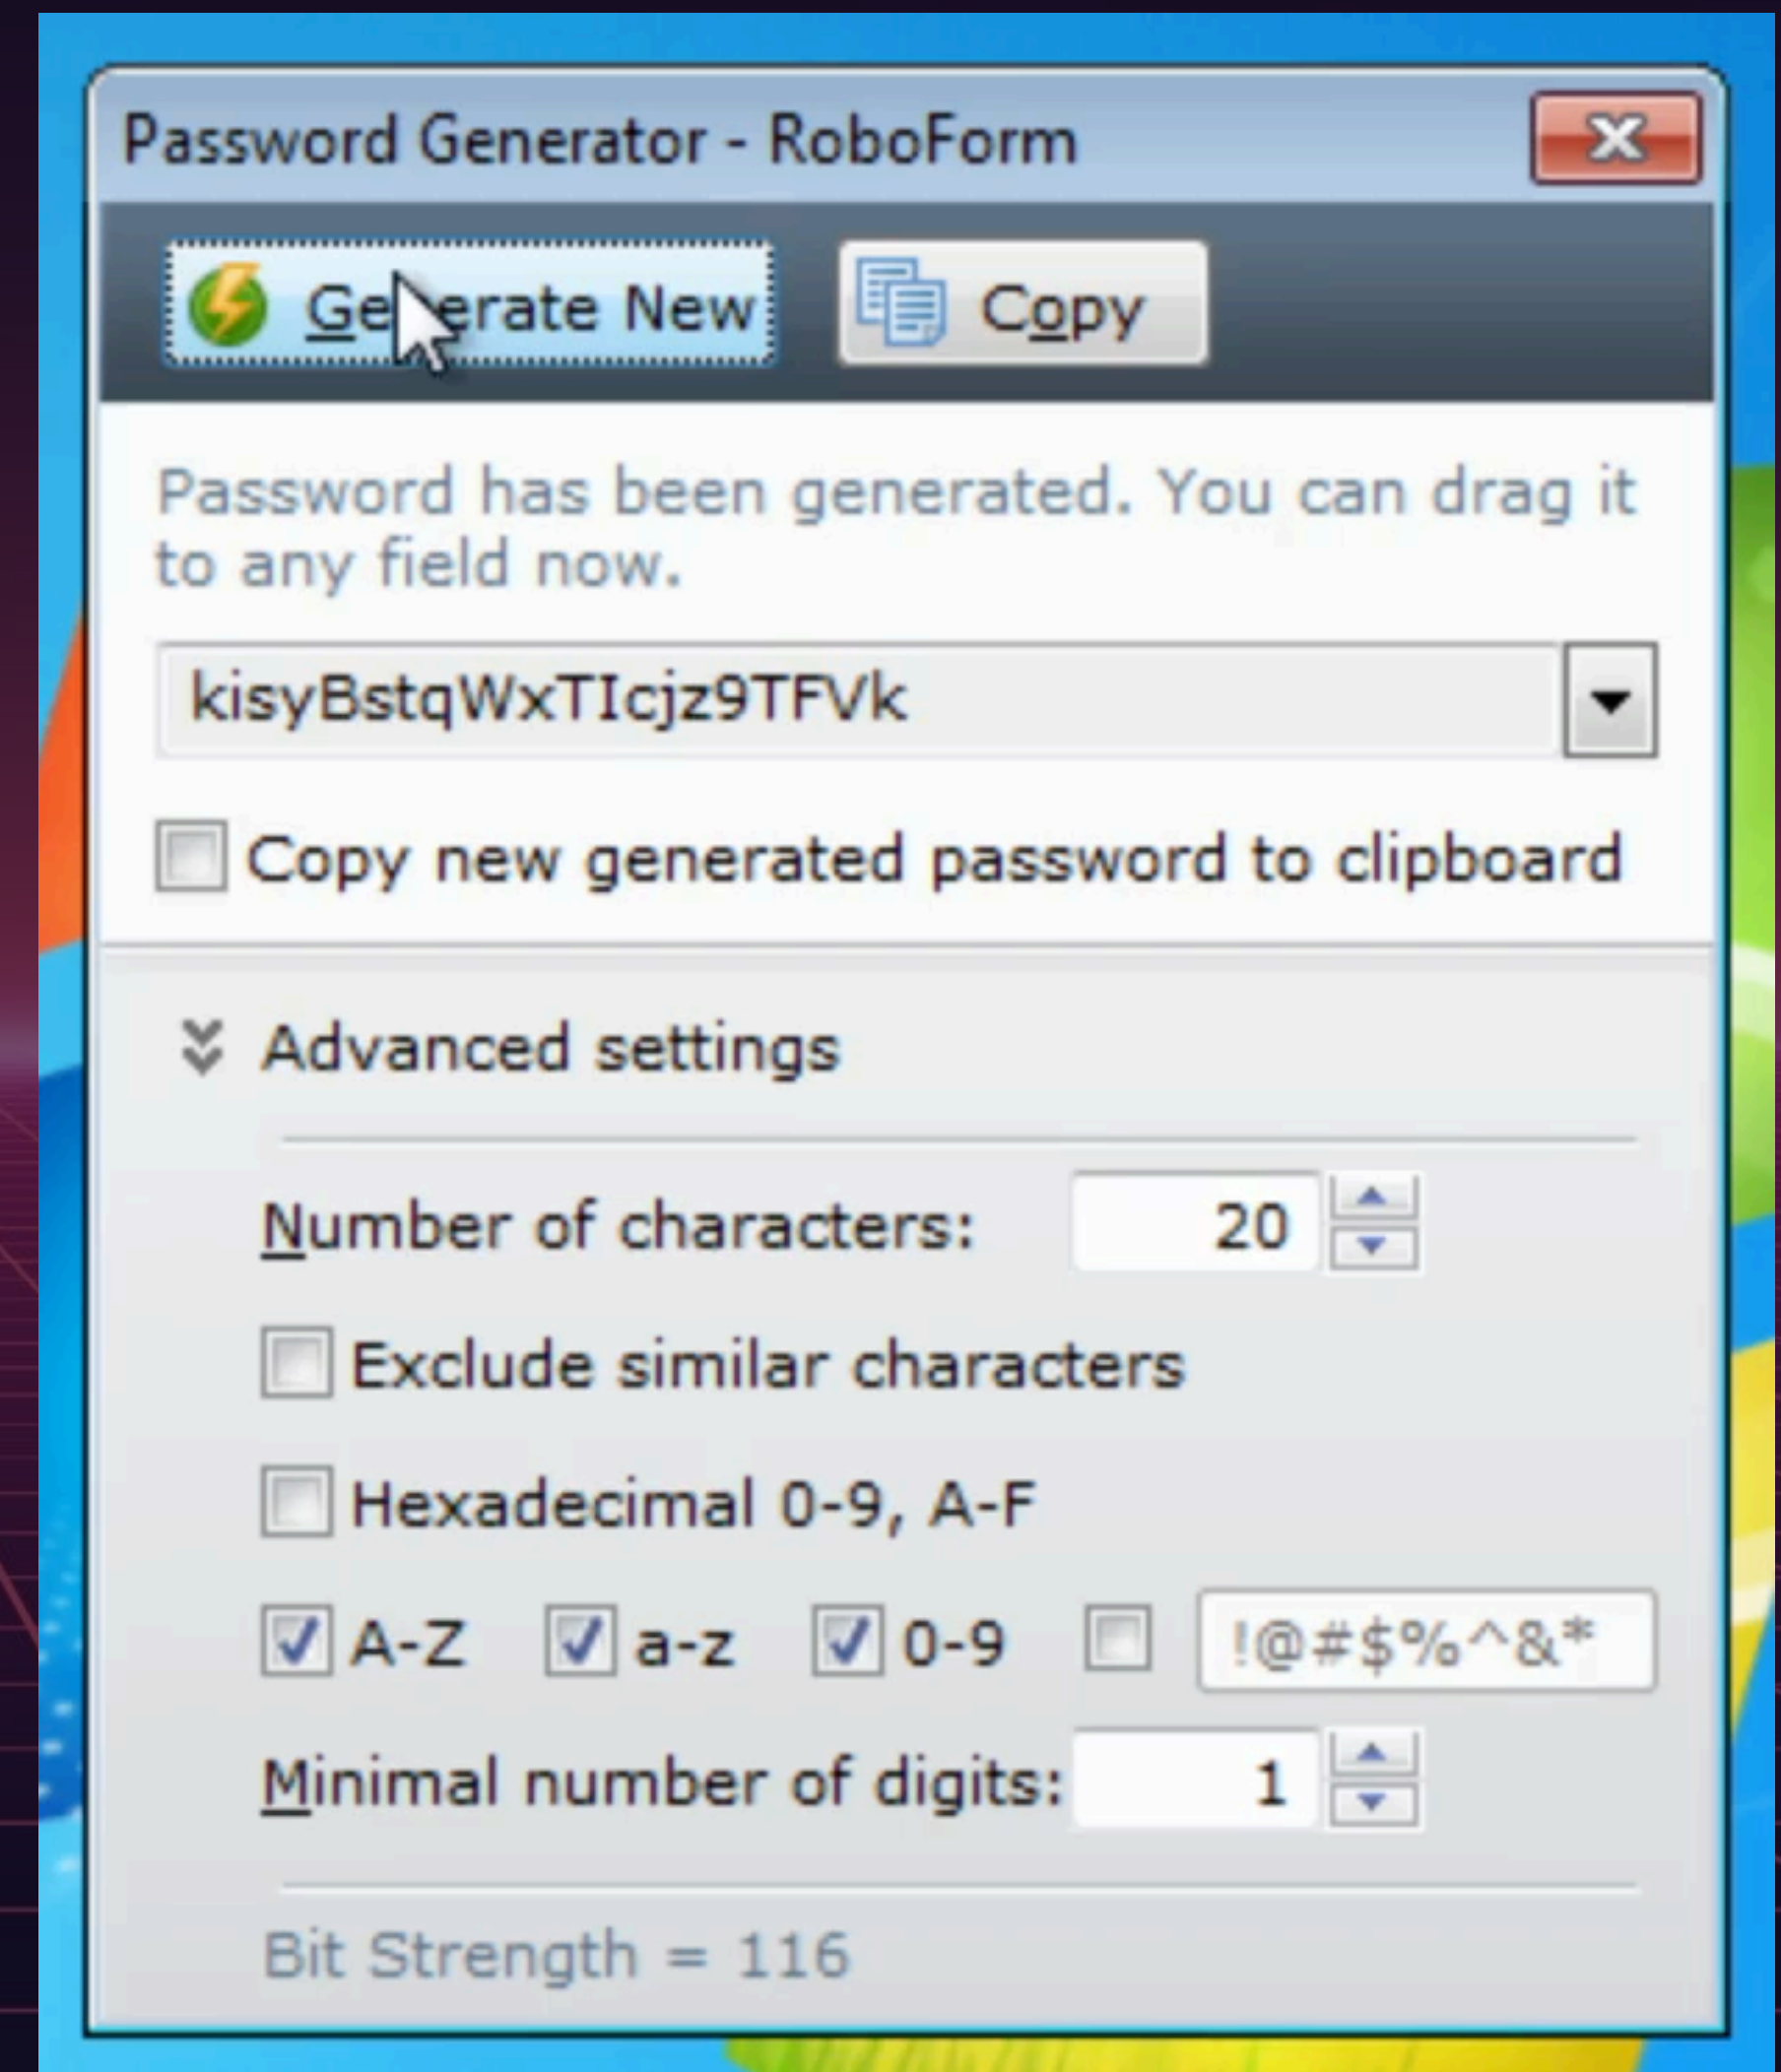 Password Generator - RoboForm
Generate New
Copy
Password has been generated. You can drag it
to any field now.
kisyBstqWxTIcjz9TFVk
Copy new generated password to clipboard
Advanced settings
Number of characters: 20
Exclude similar characters
Hexadecimal 0-9, A-F
A-Z a-z 0-9 !@#$%^&*
Minimal number of digits: 1
Bit Strength = 116